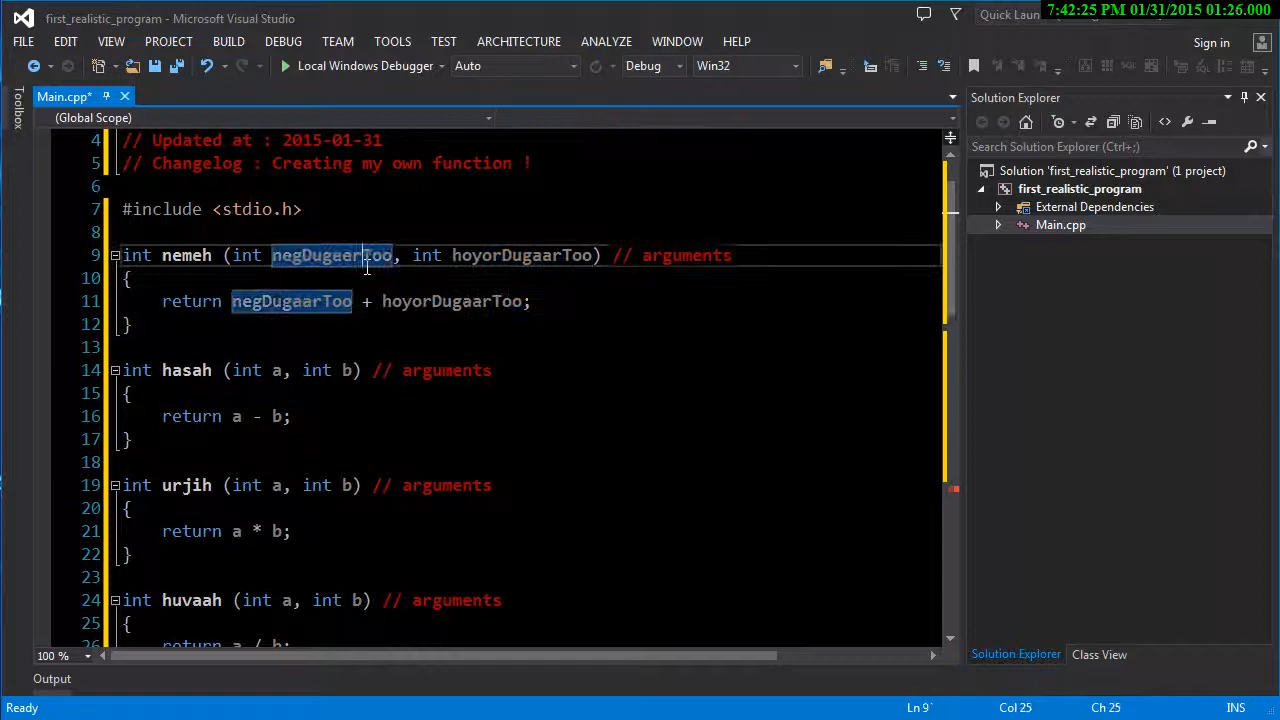 first_realistic_program - Microsoft Visual Studio
Quick Laun
7:42:25 PM 01/31/2015 01:26.000
FILE EDIT VIEW PROJECT BUILD DEBUG TEAM TOOLS TEST ARCHITECTURE ANALYZE WINDOW HELP
Sign in
Local Windows Debugger Auto Debug Win32
Toolbox
Main.cpp*
(Global Scope)
4 // Updated at : 2015-01-31
5 // Changelog : Creating my own function !
6
7 #include <stdio.h>
8
9 int nemeh (int negDugaarToo, int hoyorDugaarToo) // arguments
10 {
11 return negDugaarToo + hoyorDugaarToo;
12 }
13
14 int hasah (int a, int b) // arguments
15 {
16 return a - b;
17 }
18
19 int urjih (int a, int b) // arguments
20 {
21 return a * b;
22 }
23
24 int huvaah (int a, int b) // arguments
25 {
26 return a / b;
100 %
Solution Explorer
Search Solution Explorer (Ctrl+;)
Solution 'first_realistic_program' (1 project)
first_realistic_program
External Dependencies
Main.cpp
Solution Explorer Class View
Output
Ready Ln 9 Col 25 Ch 25 INS